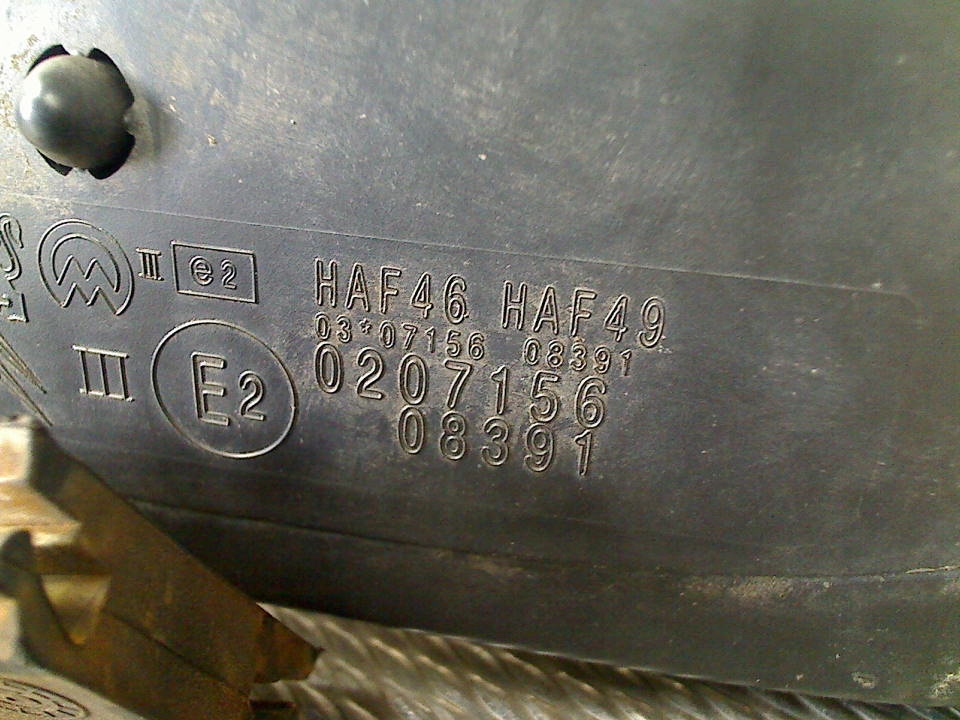 III e2
HAF46 HAF49
03*07156 08391
III E2 0207156
08391